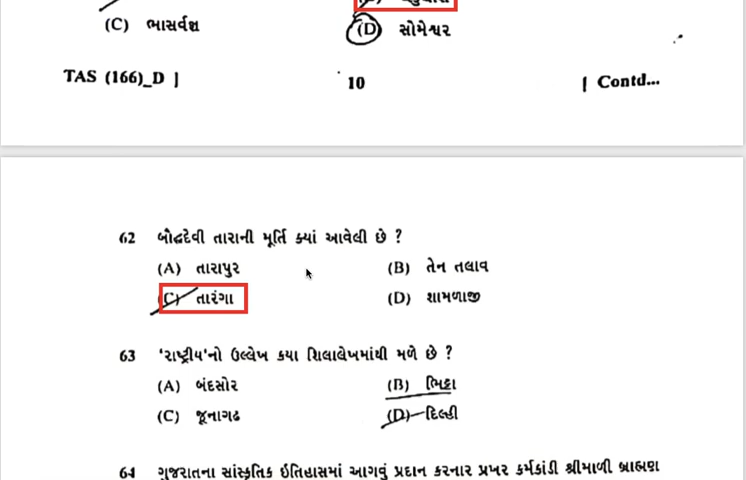 (C) ભાસર્વજ્ઞ
(D) સોમેશ્વર
TAS (166)_D ]
10
[ Contd...
62 બૌદ્ધદેવી તારાની મૂર્તિ ક્યાં આવેલી છે ?
(A) તારાપુર
(B) તેન તલાવ
(C) તારંગા
(D) શામળાજી
63 'રાષ્ટ્રીય'નો ઉલ્લેખ કયા શિલાલેખમાંથી મળે છે ?
(A) બંદસોર
(B) ભિટ્ટા
(C) જૂનાગઢ
(D) દિલ્હી
64 ગુજરાતના સાંસ્કૃતિક ઇતિહાસમાં આગવું પ્રદાન કરનાર પ્રખર કર્મકાંડી શ્રીમાળી બ્રાહ્મણ